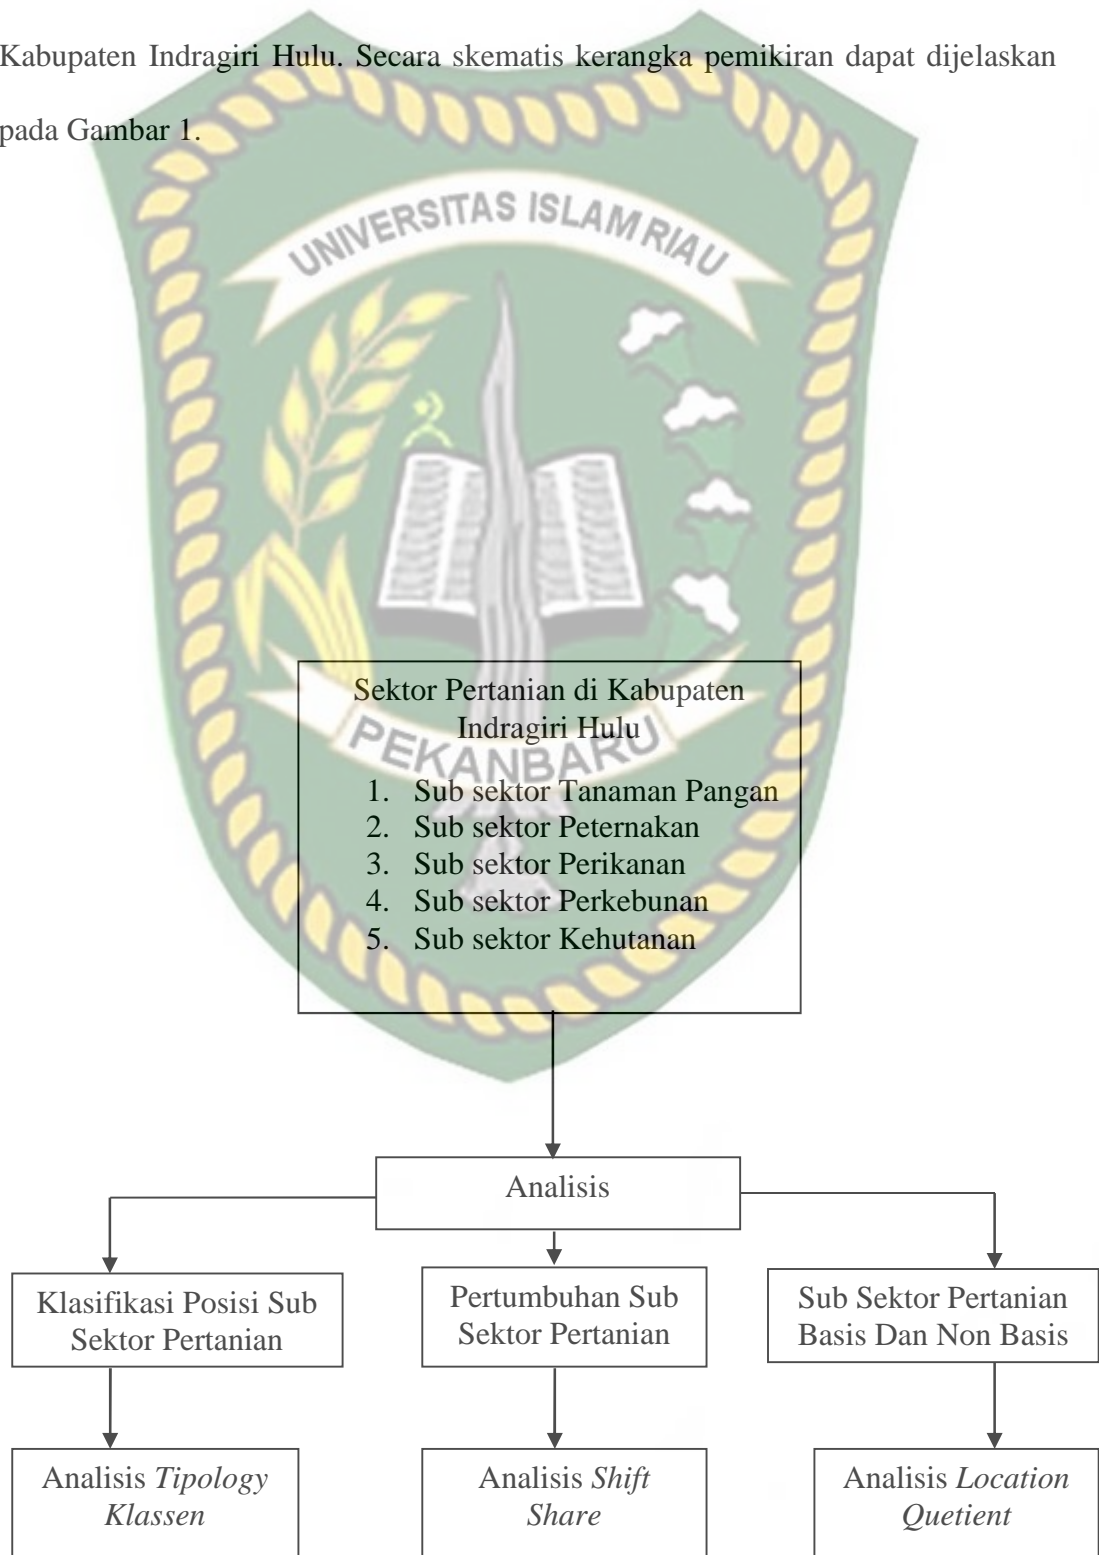 Kabupaten Indragiri Hulu. Secara skematis kerangka pemikiran dapat dijelaskan
pada Gambar 1.
UNIVERSITAS ISLAM RIAU
Sektor Pertanian di Kabupaten
Indragiri Hulu
PEKANBARU
1. Sub sektor Tanaman Pangan
2. Sub sektor Peternakan
3. Sub sektor Perikanan
4. Sub sektor Perkebunan
5. Sub sektor Kehutanan
Analisis
Klasifikasi Posisi Sub
Sektor Pertanian
Pertumbuhan Sub
Sektor Pertanian
Sub Sektor Pertanian
Basis Dan Non Basis
Analisis Tipology
Klassen
Analisis Shift
Share
Analisis Location
Quetient